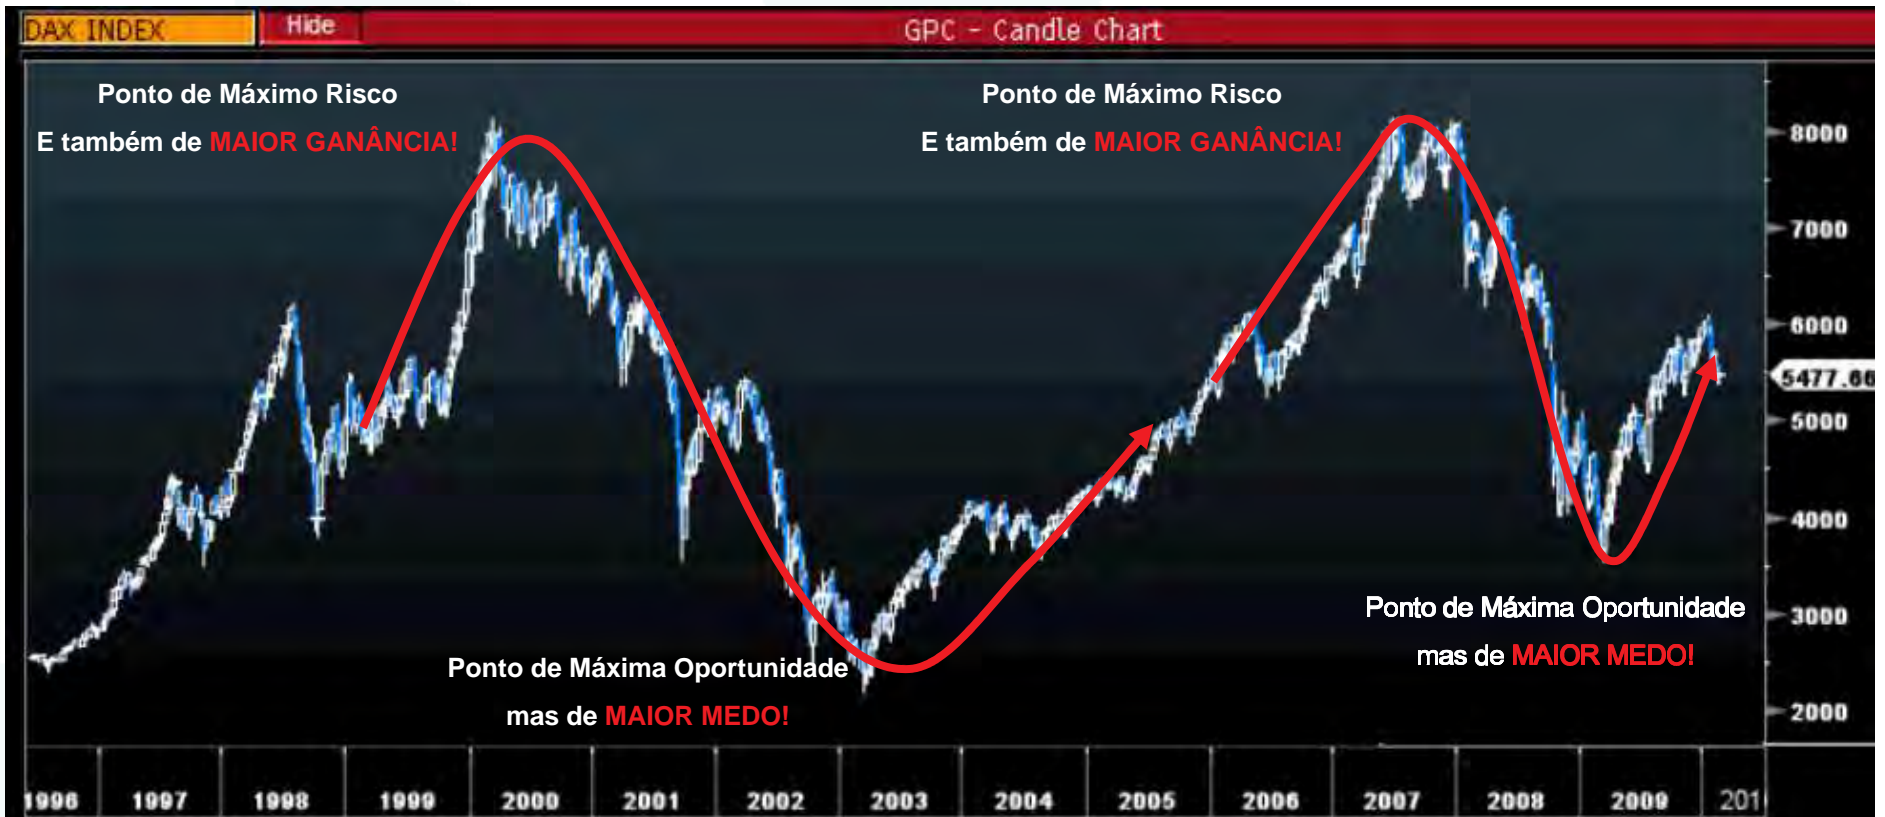 DAX INDEX
Hide
GPC - Candle Chart
Ponto de Máximo Risco
E também de MAIOR GANÂNCIA!
Ponto de Máximo Risco
E também de MAIOR GANÂNCIA!
8000
7000
6000
5477.66
5000
4000
3000
2000
Ponto de Máxima Oportunidade
mas de MAIOR MEDO!
Ponto de Máxima Oportunidade
mas de MAIOR MEDO!
1996 1997 1998 1999 2000 2001 2002 2003 2004 2005 2006 2007 2008 2009 201